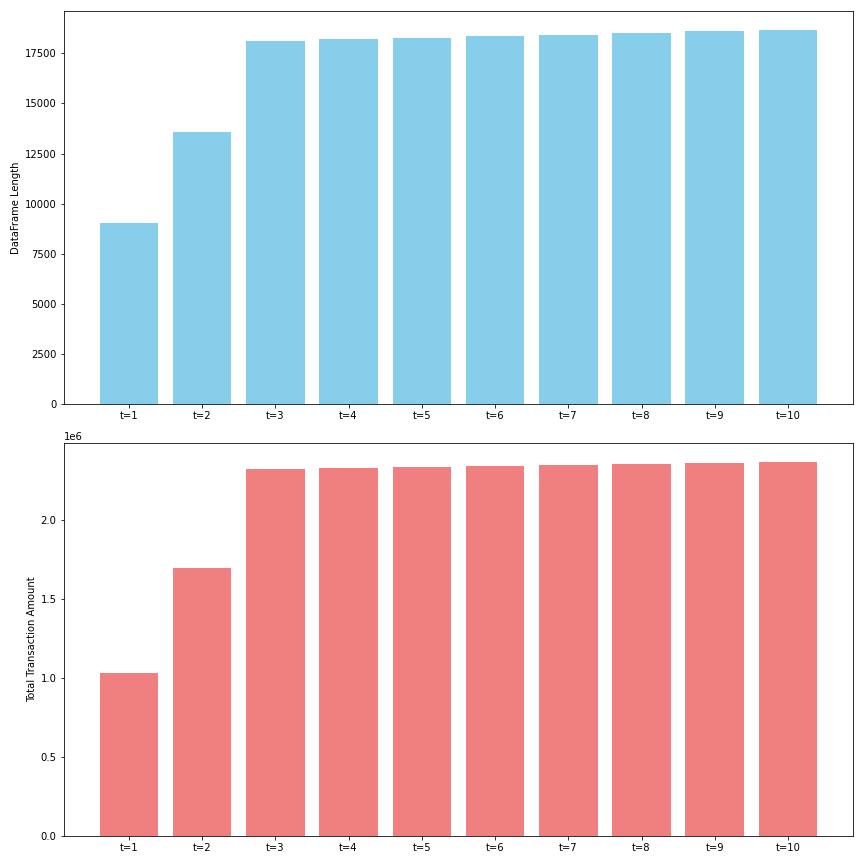 17500
15000
12500
10000
7500
5000
2500
0
DataFrame Length
t=1 t=2 t=3 t=4 t=5 t=6 t=7 t=8 t=9 t=10
1e6
2.0
1.5
1.0
0.5
0.0
Total Transaction Amount
t=1 t=2 t=3 t=4 t=5 t=6 t=7 t=8 t=9 t=10